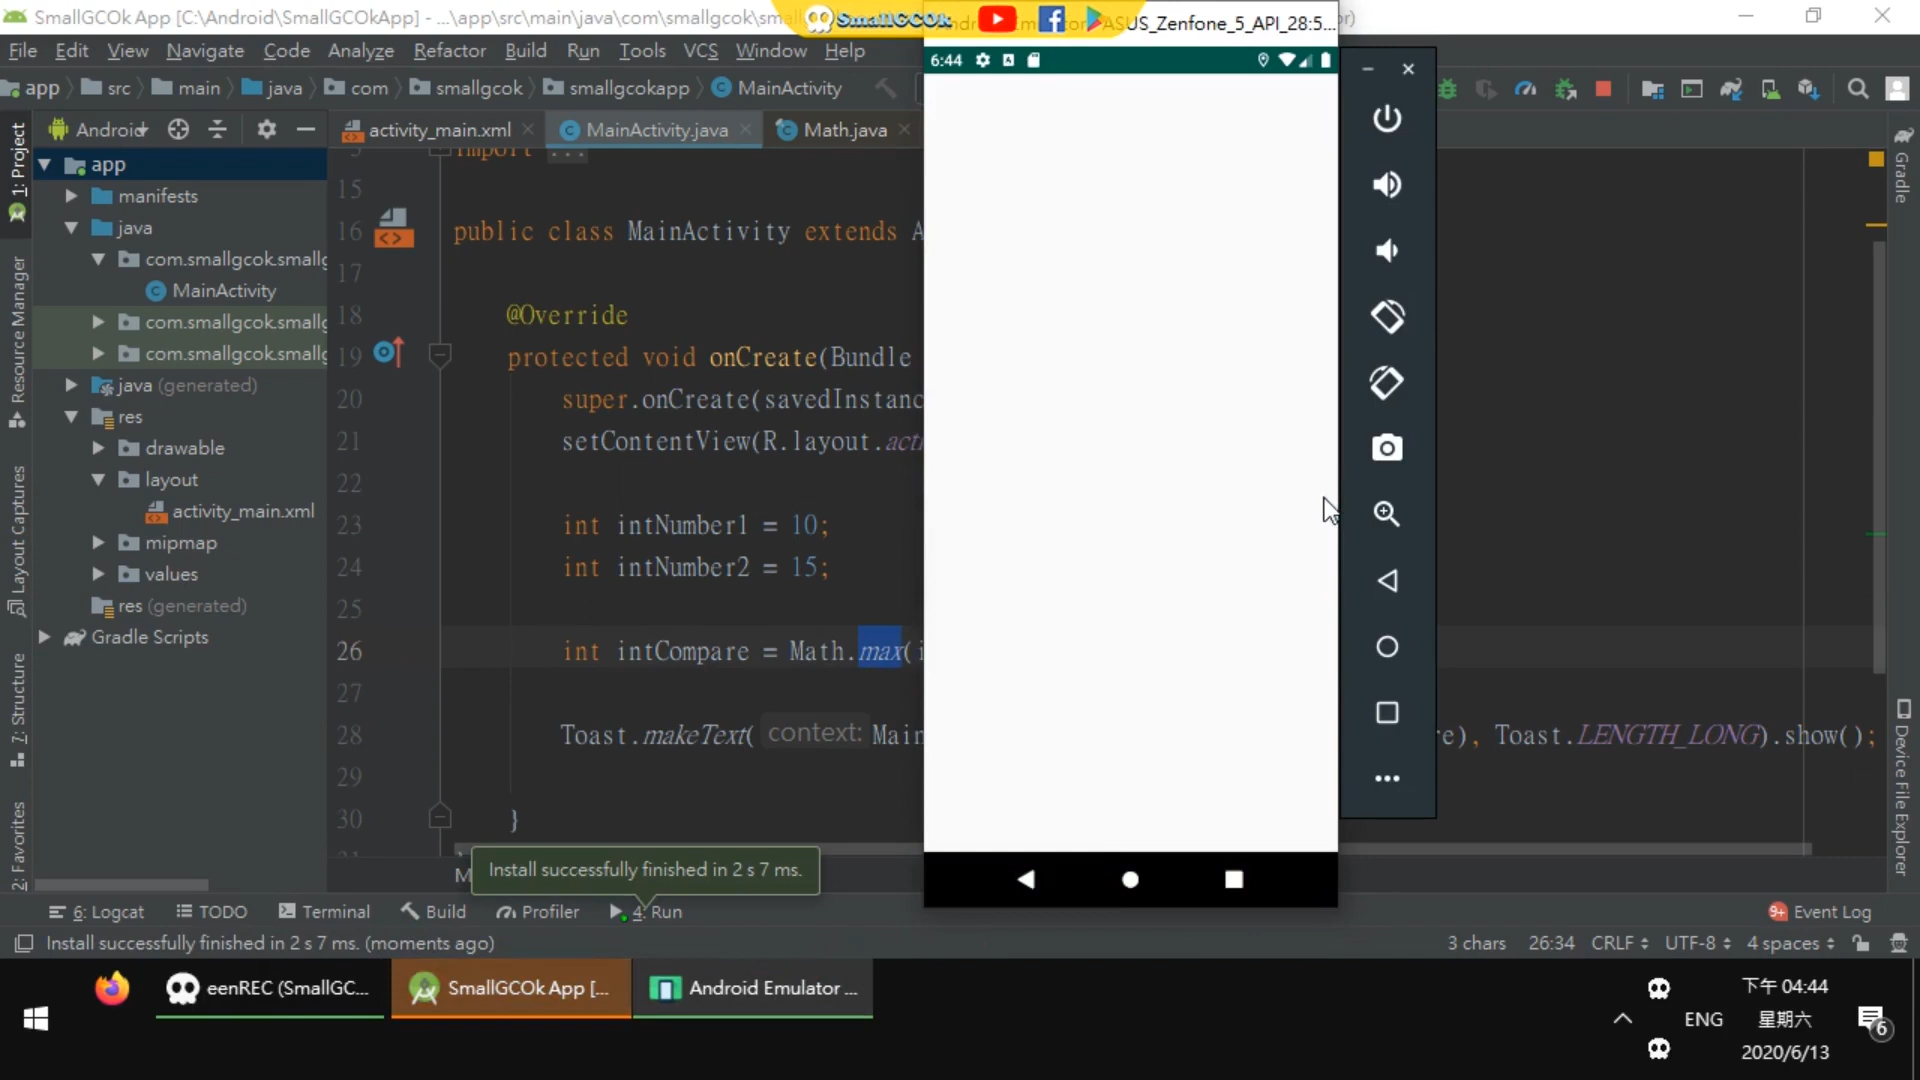 SmallGCOk App [C:\Android\SmallGCOkApp] - ...\app\src\main\java\com\smallgcok\
SmallGCOk
ASUS_Zenfone_5_API_28:5...
File Edit View Navigate Code Analyze Refactor Build Run Tools VCS Window Help
6:44
app src main java com smallgcok smallgcokapp MainActivity
Android
activity_main.xml
MainActivity.java
Math.java
1: Project
Resource Manager
Layout Captures
7: Structure
2: Favorites
app
manifests
java
com.smallgcok.smallg
MainActivity
com.smallgcok.smallg
com.smallgcok.smallg
java (generated)
res
drawable
layout
activity_main.xml
mipmap
values
res (generated)
Gradle Scripts
import ...
15
16 public class MainActivity extends A
17
18 @Override
19 protected void onCreate(Bundle
20 super.onCreate(savedInstanc
21 setContentView(R.layout.acti
22
23 int intNumber1 = 10;
24 int intNumber2 = 15;
25
26 int intCompare = Math.max(i
27
28 Toast.makeText( context: Main
e), Toast.LENGTH_LONG).show();
29
30 }
Gradle
Device File Explorer
Install successfully finished in 2 s 7 ms.
6: Logcat TODO Terminal Build Profiler 4: Run
9+ Event Log
Install successfully finished in 2 s 7 ms. (moments ago)
3 chars 26:34 CRLF UTF-8 4 spaces
eenREC (SmallGC...
SmallGCOk App [...
Android Emulator ...
ENG
下午 04:44
星期六
2020/6/13
6